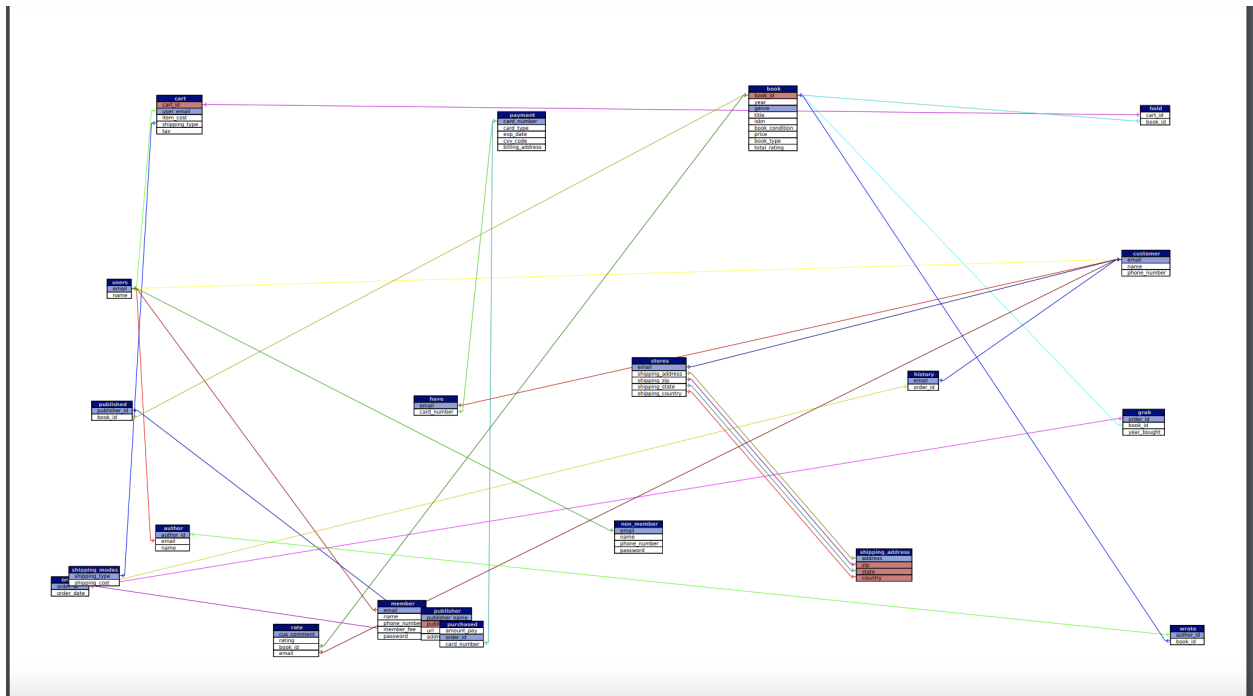 cart
cart_id
user_email
item_cost
shipping_type
tax
payment
card_number
card_type
exp_date
cvv_code
billing_address
book
book_id
year
genre
title
isbn
book_condition
price
book_type
total_rating
hold
cart_id
book_id
users
email
name
customer
email
name
phone_number
stores
email
shipping_address
shipping_zip
shipping_state
shipping_country
history
email
order_id
have
email
card_number
published
publisher_id
book_id
grab
order_id
book_id
year_bought
author
author_id
email
name
non_member
email
name
phone_number
password
shipping_address
address
zip
state
country
shipping_modes
shipping_type
shipping_cost
order_date
member
email
name
phone_number
member_fee
password
publisher
publisher_name
url
purchased
amount_pay
order_id
card_number
rate
cus_comment
rating
book_id
email
wrote
author_id
book_id